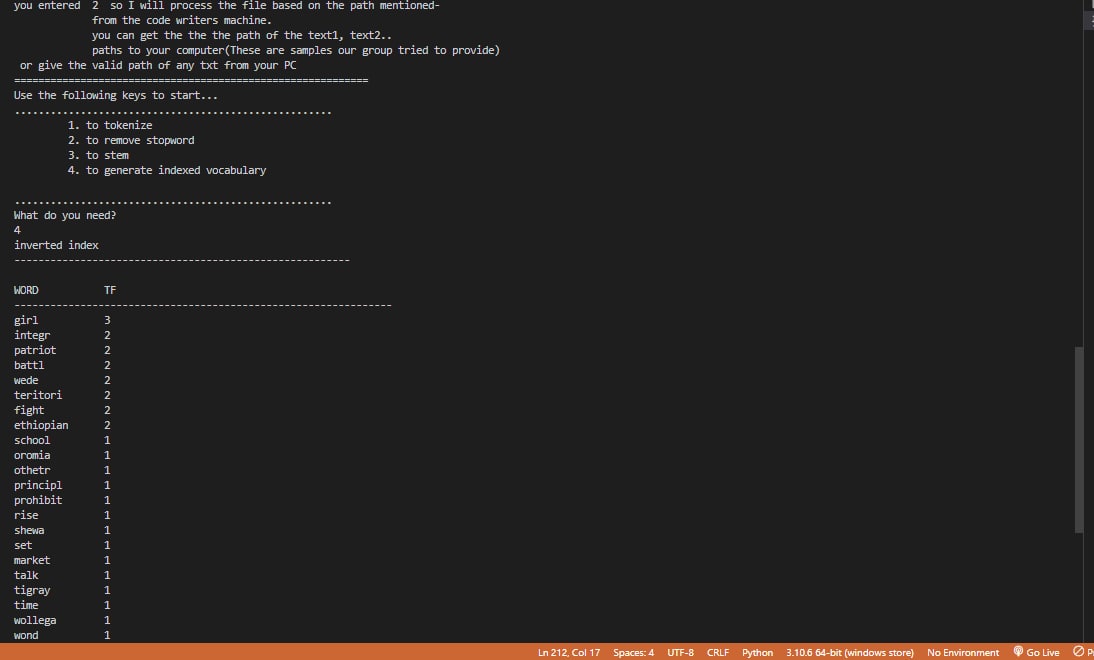 you entered  2  so I will process the file based on the path mentioned-
from the code writers machine.
you can get the the the path of the text1, text2..
paths to your computer(These are samples our group tried to provide)
or give the valid path of any txt from your PC
===========================================================
Use the following keys to start...
.....................................................
1. to tokenize
2. to remove stopword
3. to stem
4. to generate indexed vocabulary
.....................................................
What do you need?
4
inverted index
--------------------------------------------------------
WORD TF
---------------------------------------------------------------
girl 3
integr 2
patriot 2
battl 2
wede 2
teritori 2
fight 2
ethiopian 2
school 1
oromia 1
othetr 1
principl 1
prohibit 1
rise 1
shewa 1
set 1
market 1
talk 1
tigray 1
time 1
wollega 1
wond 1
Ln 212, Col 17 Spaces: 4 UTF-8 CRLF Python 3.10.6 64-bit (windows store) No Environment Go Live